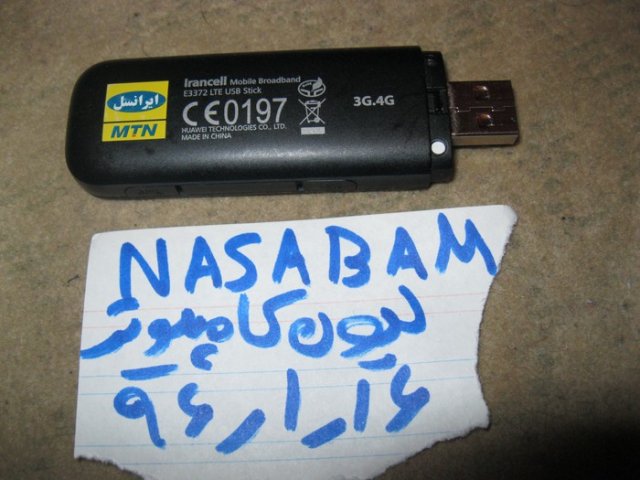 ایرانسل
MTN
Irancell Mobile Broadband
E3372 LTE USB Stick
CE0197
HUAWEI TECHNOLOGIES CO., LTD.
MADE IN CHINA
3G.4G
NASABAM
لیون کامپیوتر
۹۶/۱/۱۶